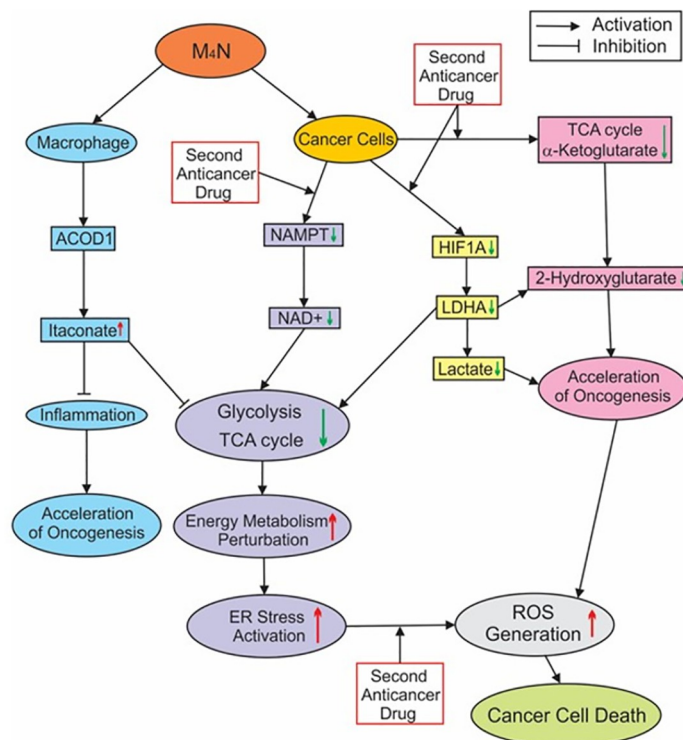 M4N
Activation
Inhibition
Second
Anticancer
Drug
Macrophage
Cancer Cells
TCA cycle
α-Ketoglutarate
Second
Anticancer
Drug
ACOD1
NAMPT
HIF1A
2-Hydroxyglutarate
Itaconate
NAD+
LDHA
Lactate
Inflammation
Glycolysis
TCA cycle
Acceleration
of Oncogenesis
Acceleration
of Oncogenesis
Energy Metabolism
Perturbation
ER Stress
Activation
ROS
Generation
Second
Anticancer
Drug
Cancer Cell Death